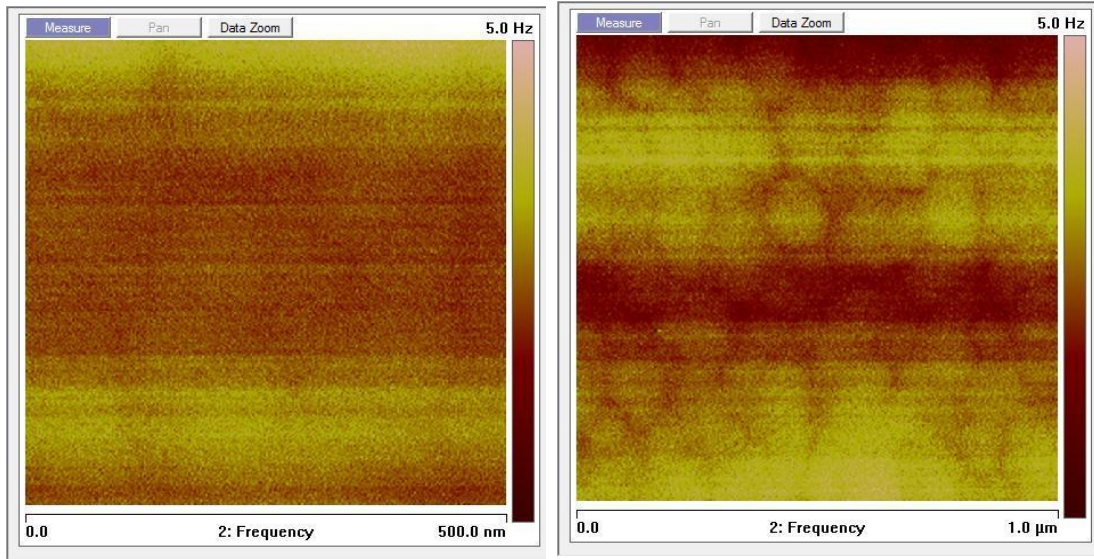 Measure Pan Data Zoom 5.0 Hz
0.0 2: Frequency 500.0 nm
Measure Pan Data Zoom 5.0 Hz
0.0 2: Frequency 1.0 µm